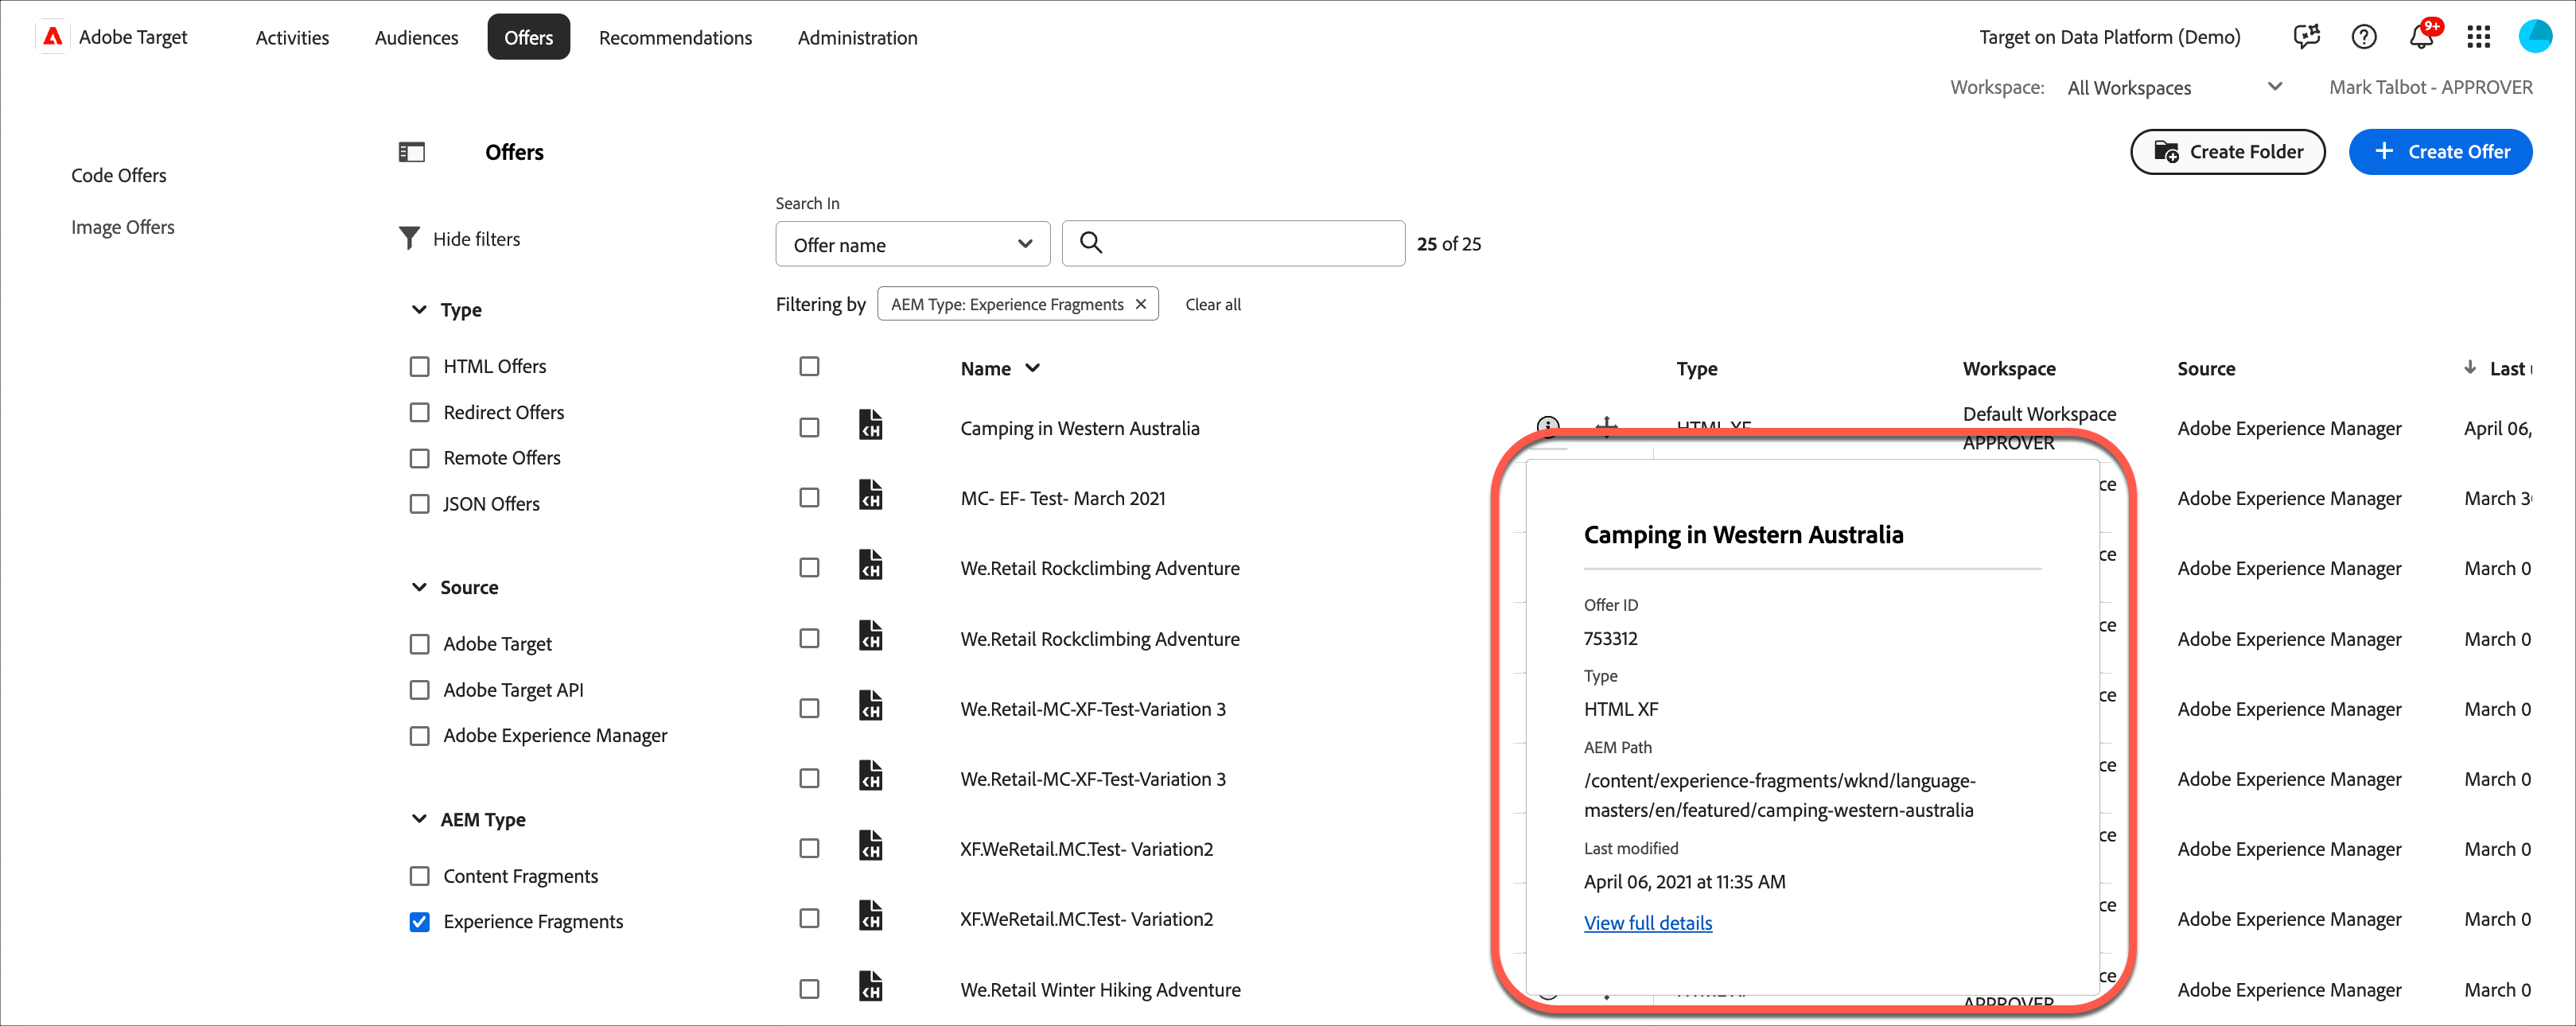 Adobe Target Activities Audiences Offers Recommendations Administration Target on Data Platform (Demo) 9+
Workspace: All Workspaces Mark Talbot - APPROVER
Offers Create Folder Create Offer
Code Offers
Image Offers
Hide filters
Search In
Offer name 25 of 25
Filtering by AEM Type: Experience Fragments Clear all
Type
HTML Offers
Redirect Offers
Remote Offers
JSON Offers
Source
Adobe Target
Adobe Target API
Adobe Experience Manager
AEM Type
Content Fragments
Experience Fragments
Name Type Workspace Source Last
Camping in Western Australia HTML XF Default Workspace APPROVER Adobe Experience Manager April 06,
MC- EF- Test- March 2021 ce Adobe Experience Manager March 3
We.Retail Rockclimbing Adventure ce Adobe Experience Manager March 0
We.Retail Rockclimbing Adventure ce Adobe Experience Manager March 0
We.Retail-MC-XF-Test-Variation 3 ce Adobe Experience Manager March 0
We.Retail-MC-XF-Test-Variation 3 ce Adobe Experience Manager March 0
XF.WeRetail.MC.Test- Variation2 ce Adobe Experience Manager March 0
XF.WeRetail.MC.Test- Variation2 ce Adobe Experience Manager March 0
We.Retail Winter Hiking Adventure ce APPROVER Adobe Experience Manager March 0
Camping in Western Australia
Offer ID
753312
Type
HTML XF
AEM Path
/content/experience-fragments/wknd/language-
masters/en/featured/camping-western-australia
Last modified
April 06, 2021 at 11:35 AM
View full details